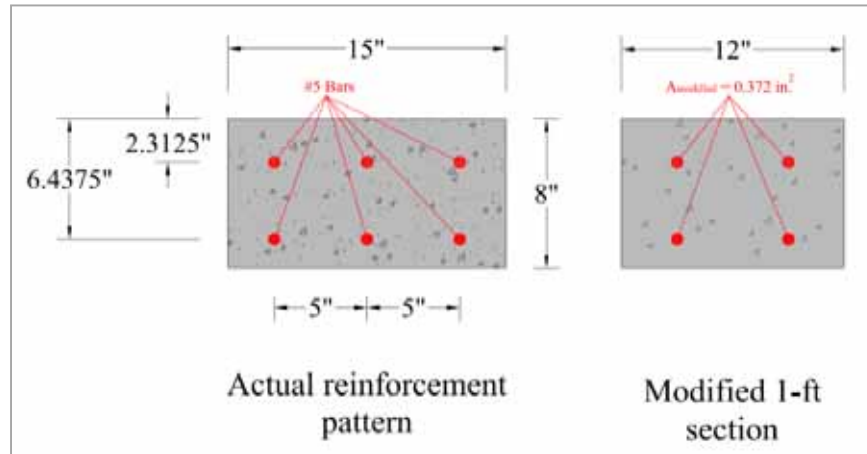 15"
12"
#5 Bars
Amodified = 0.372 in.²
2.3125"
6.4375"
8"
5"
5"
Actual reinforcement
pattern
Modified 1-ft
section